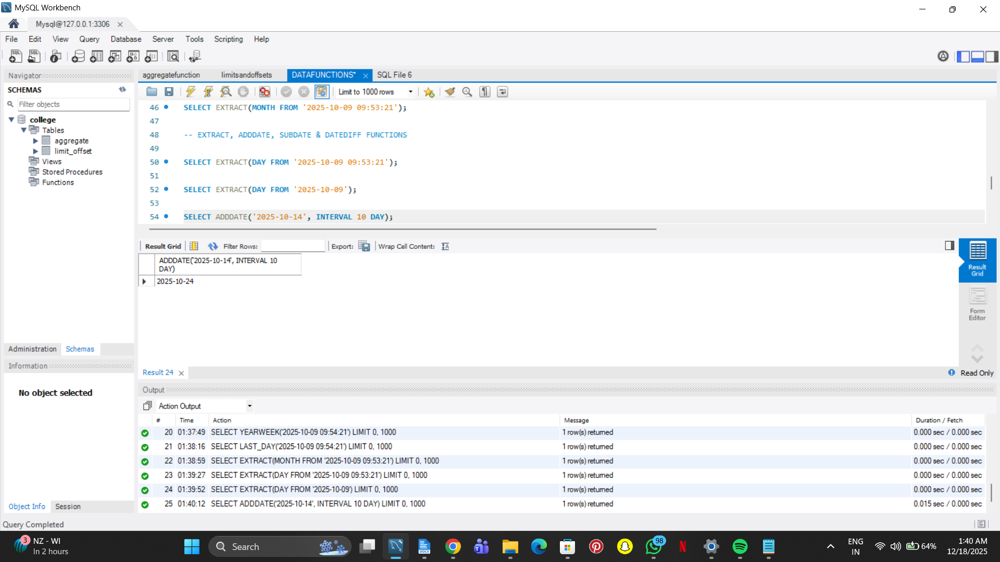 MySQL Workbench
Mysql@127.0.0.1:3306
File Edit View Query Database Server Tools Scripting Help
Navigator
SCHEMAS
Filter objects
college
Tables
aggregate
limit_offset
Views
Stored Procedures
Functions
Administration Schemas
Information
No object selected
Object Info Session
aggregatefunction limitsandoffsets DATAFUNCTIONS* SQL File 6
Limit to 1000 rows
46 SELECT EXTRACT(MONTH FROM '2025-10-09 09:53:21');
47
48 -- EXTRACT, ADDDATE, SUBDATE & DATEDIFF FUNCTIONS
49
50 SELECT EXTRACT(DAY FROM '2025-10-09 09:53:21');
51
52 SELECT EXTRACT(DAY FROM '2025-10-09');
53
54 SELECT ADDDATE('2025-10-14', INTERVAL 10 DAY);
Result Grid Filter Rows: Export: Wrap Cell Content:
ADDDATE('2025-10-14', INTERVAL 10
DAY)
2025-10-24
Result
Grid
Form
Editor
Result 24
Read Only
Output
Action Output
# Time Action Message Duration / Fetch
20 01:37:49 SELECT YEARWEEK('2025-10-09 09:54:21') LIMIT 0, 1000 1 row(s) returned 0.000 sec / 0.000 sec
21 01:38:16 SELECT LAST_DAY('2025-10-09 09:54:21') LIMIT 0, 1000 1 row(s) returned 0.000 sec / 0.000 sec
22 01:38:59 SELECT EXTRACT(MONTH FROM '2025-10-09 09:53:21') LIMIT 0, 1000 1 row(s) returned 0.000 sec / 0.000 sec
23 01:39:27 SELECT EXTRACT(DAY FROM '2025-10-09 09:53:21') LIMIT 0, 1000 1 row(s) returned 0.000 sec / 0.000 sec
24 01:39:52 SELECT EXTRACT(DAY FROM '2025-10-09') LIMIT 0, 1000 1 row(s) returned 0.000 sec / 0.000 sec
25 01:40:12 SELECT ADDDATE('2025-10-14', INTERVAL 10 DAY) LIMIT 0, 1000 1 row(s) returned 0.015 sec / 0.000 sec
Query Completed
3
NZ - WI
In 2 hours
Search
DOCX
98
ENG
IN
64%
1:40 AM
12/18/2025